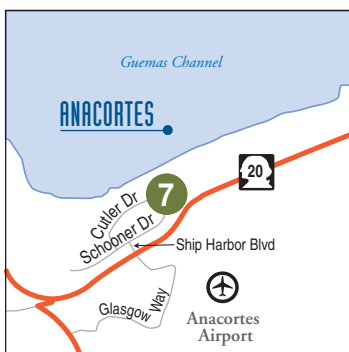 Guemas Channel
ANACORTES
20
7
Cutler Dr
Schooner Dr
Ship Harbor Blvd
Glasgow Way
Anacortes
Airport